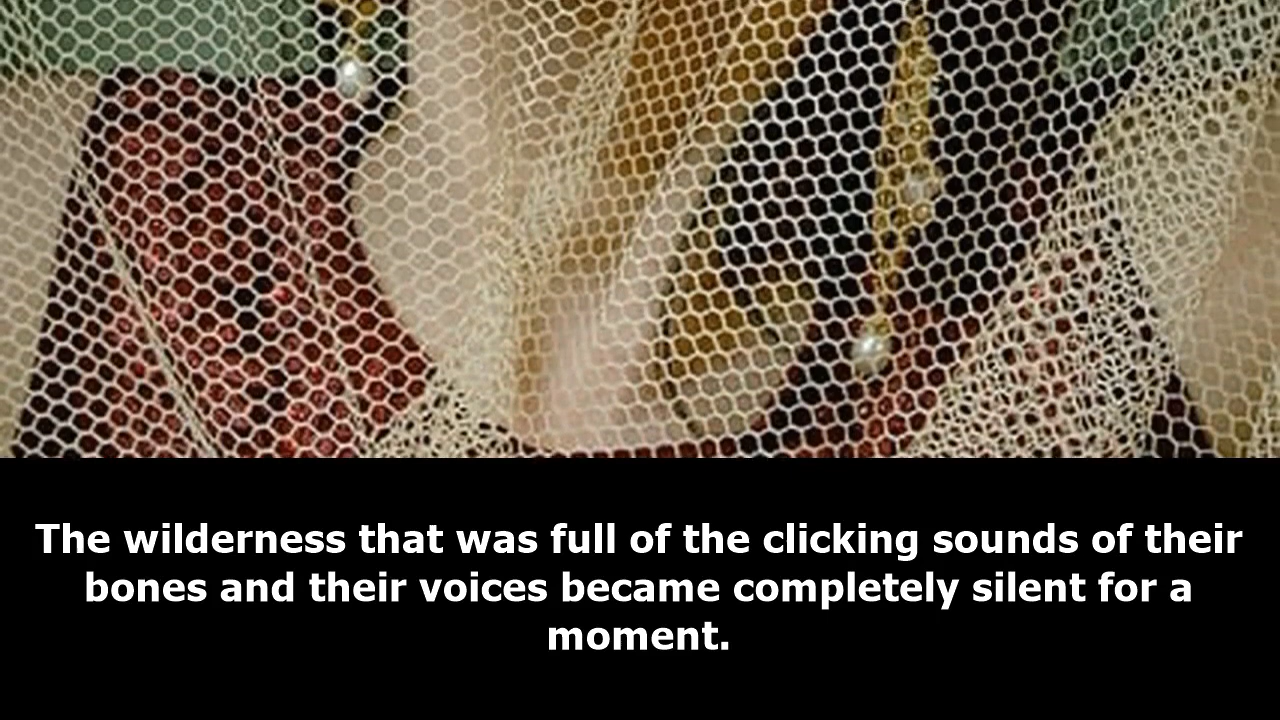 The wilderness that was full of the clicking sounds of their
bones and their voices became completely silent for a
moment.